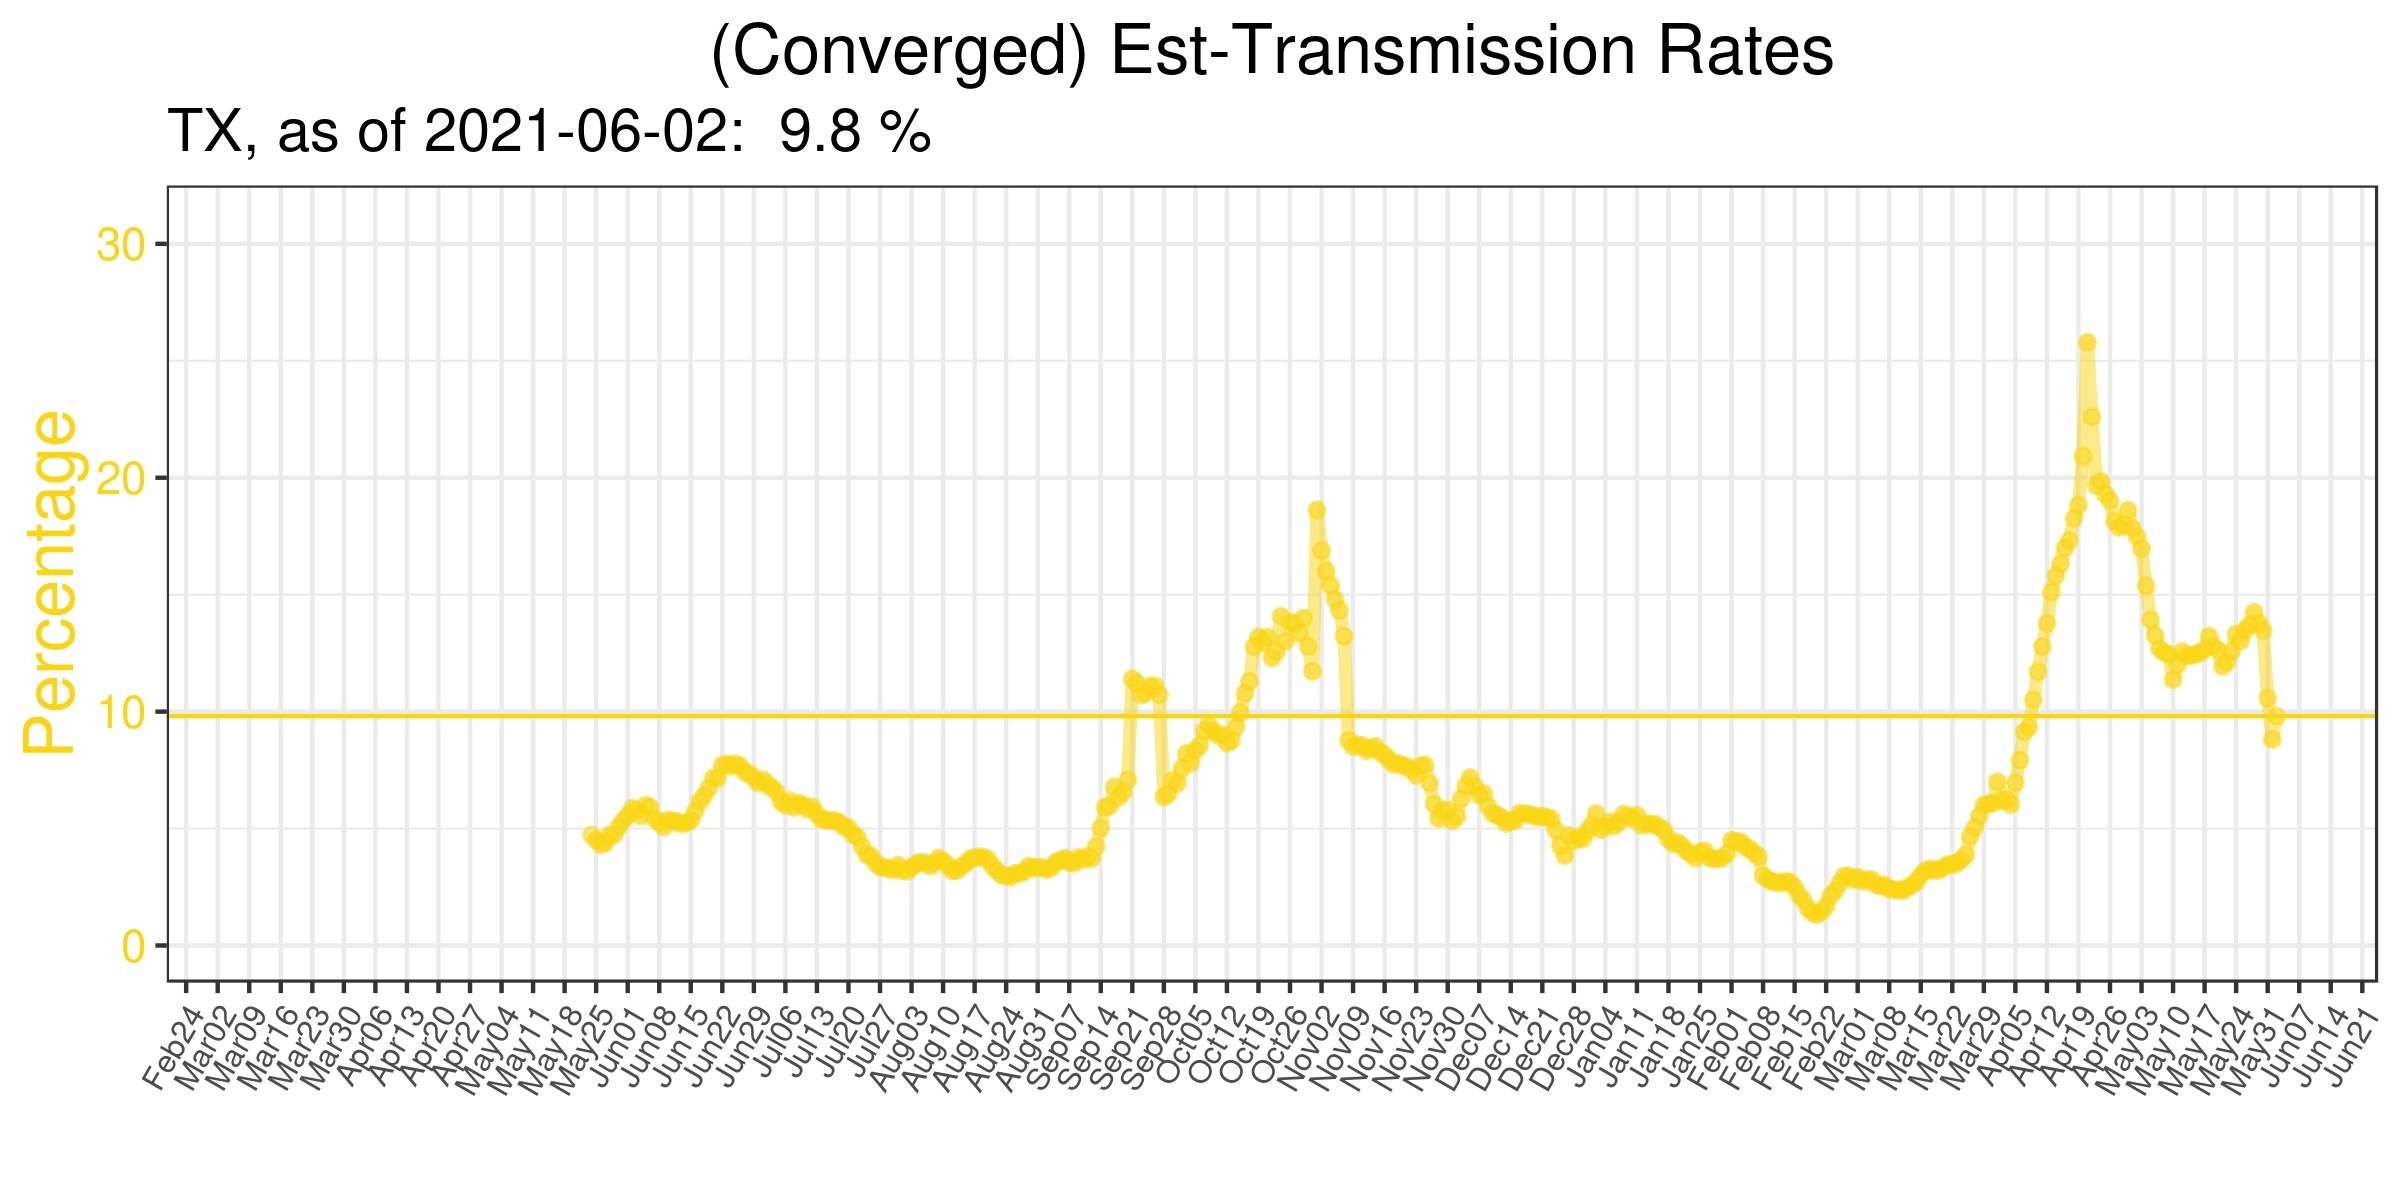 (Converged) Est-Transmission Rates
TX, as of 2021-06-02:  9.8 %
Percentage
30
20
10
0
Feb24
Mar02
Mar09
Mar16
Mar23
Mar30
Apr06
Apr13
Apr20
Apr27
May04
May11
May18
May25
Jun01
Jun08
Jun15
Jun22
Jun29
Jul06
Jul13
Jul20
Jul27
Aug03
Aug10
Aug17
Aug24
Aug31
Sep07
Sep14
Sep21
Sep28
Oct05
Oct12
Oct19
Oct26
Nov02
Nov09
Nov16
Nov23
Nov30
Dec07
Dec14
Dec21
Dec28
Jan04
Jan11
Jan18
Jan25
Feb01
Feb08
Feb15
Feb22
Mar01
Mar08
Mar15
Mar22
Mar29
Apr05
Apr12
Apr19
Apr26
May03
May10
May17
May24
May31
Jun07
Jun14
Jun21